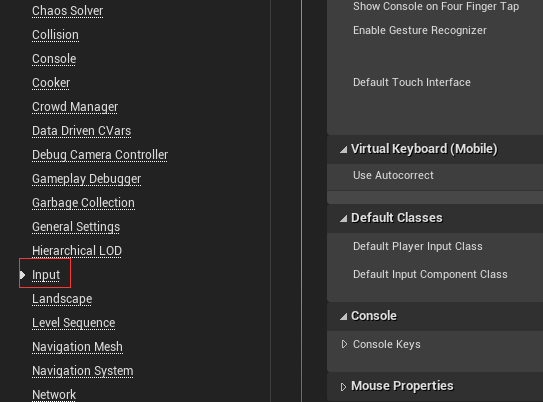 Chaos Solver
Collision
Console
Cooker
Crowd Manager
Data Driven CVars
Debug Camera Controller
Gameplay Debugger
Garbage Collection
General Settings
Hierarchical LOD
Input
Landscape
Level Sequence
Navigation Mesh
Navigation System
Network
Show Console on Four Finger Tap
Enable Gesture Recognizer
Default Touch Interface
Virtual Keyboard (Mobile)
Use Autocorrect
Default Classes
Default Player Input Class
Default Input Component Class
Console
Console Keys
Mouse Properties